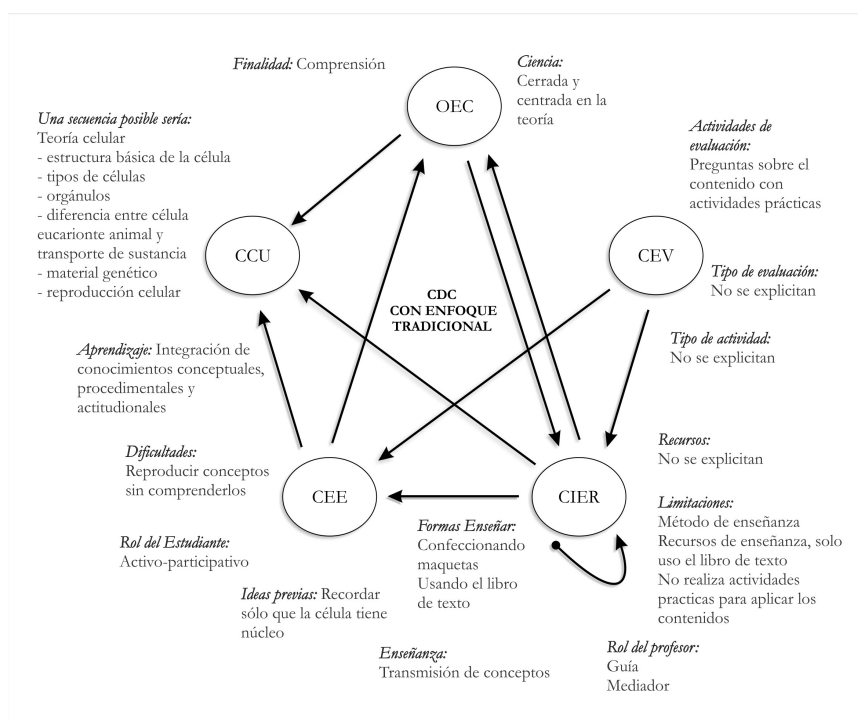 Finalidad: Comprensión
Ciencia:
Cerrada y
centrada en la
teoría
OEC
Una secuencia posible sería:
Teoría celular
- estructura básica de la célula
- tipos de células
- orgánulos
- diferencia entre célula
eucarionte animal y
transporte de sustancia
- material genético
- reproducción celular
Actividades de
evaluación:
Preguntas sobre el
contenido con
actividades prácticas
CCU
CEV
Tipo de evaluación:
No se explicitan
CDC
CON ENFOQUE
TRADICIONAL
Tipo de actividad:
No se explicitan
Aprendizaje: Integración de
conocimientos conceptuales,
procedimentales y
actitudionales
Dificultades:
Reproducir conceptos
sin comprenderlos
CEE
CIER
Recursos:
No se explicitan
Limitaciones:
Método de enseñanza
Recursos de enseñanza, solo
uso el libro de texto
No realiza actividades
practicas para aplicar los
contenidos
Formas Enseñar:
Confeccionando
maquetas
Usando el libro
de texto
Rol del Estudiante:
Activo-participativo
Ideas previas: Recordar
sólo que la célula tiene
núcleo
Enseñanza:
Transmisión de conceptos
Rol del profesor:
Guía
Mediador